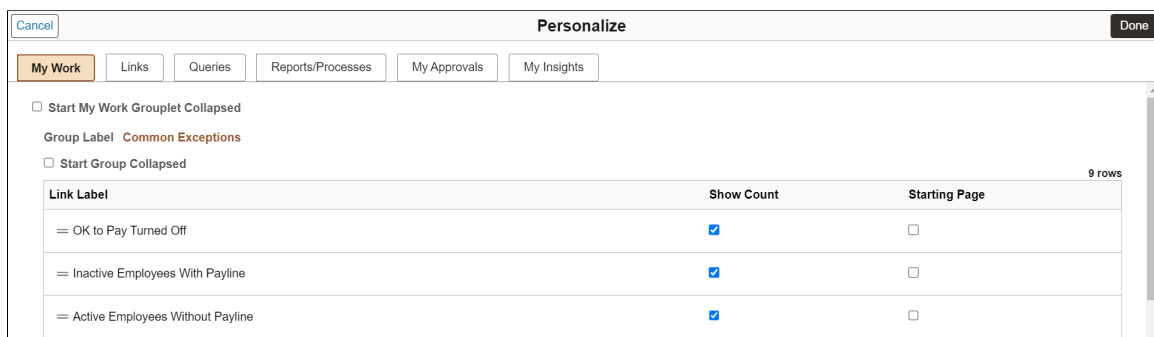 Cancel Personalize Done
My Work Links Queries Reports/Processes My Approvals My Insights
Start My Work Grouplet Collapsed
Group Label Common Exceptions
Start Group Collapsed
9 rows
Link Label Show Count Starting Page
OK to Pay Turned Off
Inactive Employees With Payline
Active Employees Without Payline